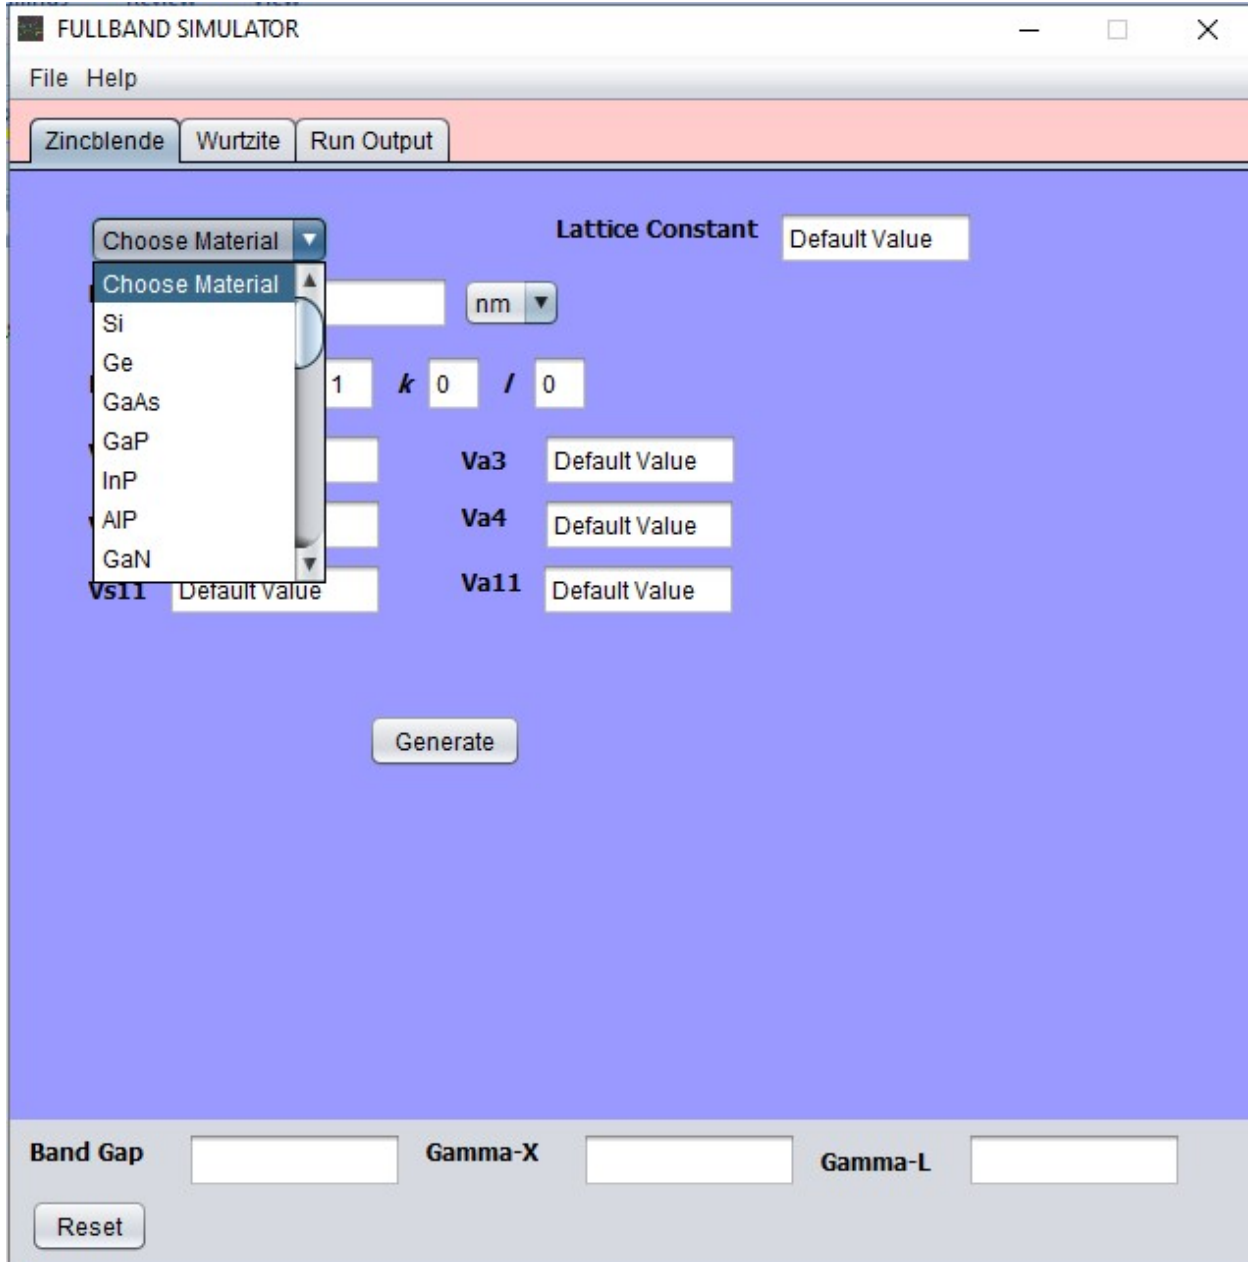 FULLBAND SIMULATOR
File Help
Zincblende Wurtzite Run Output
Choose Material Lattice Constant Default Value
Choose Material
nm
Si
Ge
1 k 0 l 0
GaAs
GaP
Va3 Default Value
InP
AlP Va4 Default Value
GaN
Vs11 Default Value Va11 Default Value
Generate
Band Gap Gamma-X Gamma-L
Reset